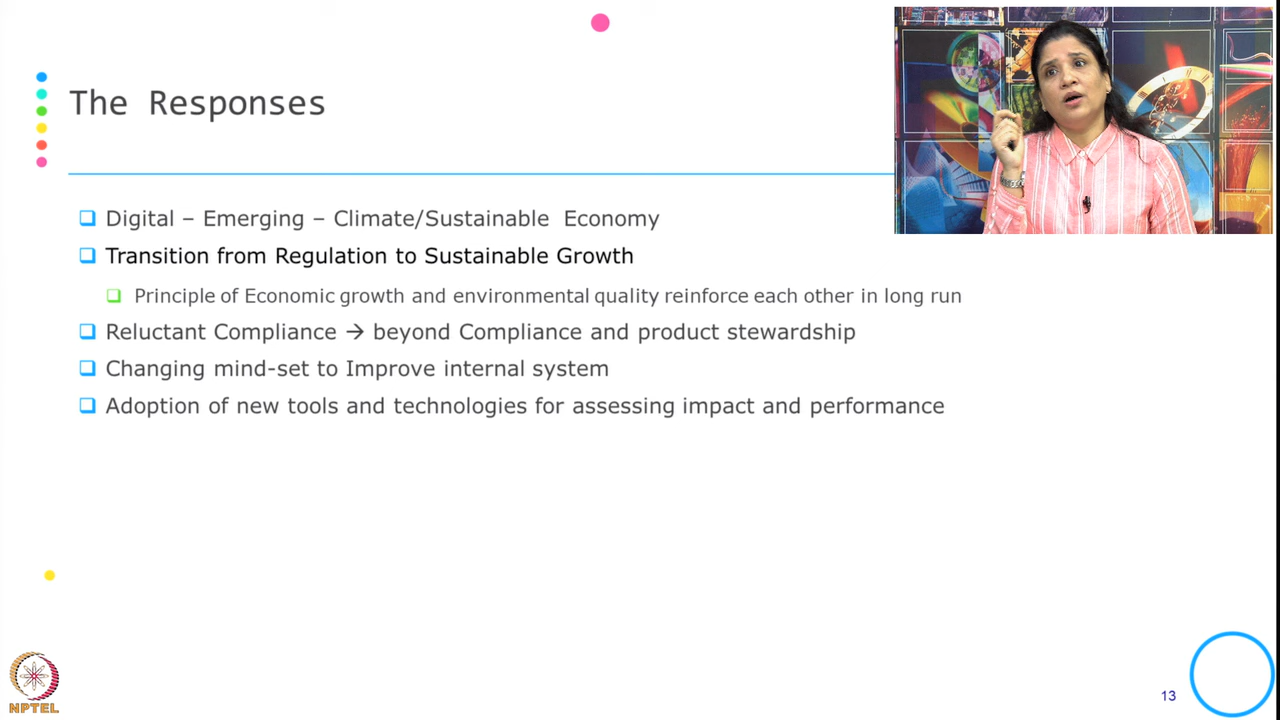 The Responses
Digital – Emerging – Climate/Sustainable Economy
Transition from Regulation to Sustainable Growth
Principle of Economic growth and environmental quality reinforce each other in long run
Reluctant Compliance → beyond Compliance and product stewardship
Changing mind-set to Improve internal system
Adoption of new tools and technologies for assessing impact and performance
NPTEL
13